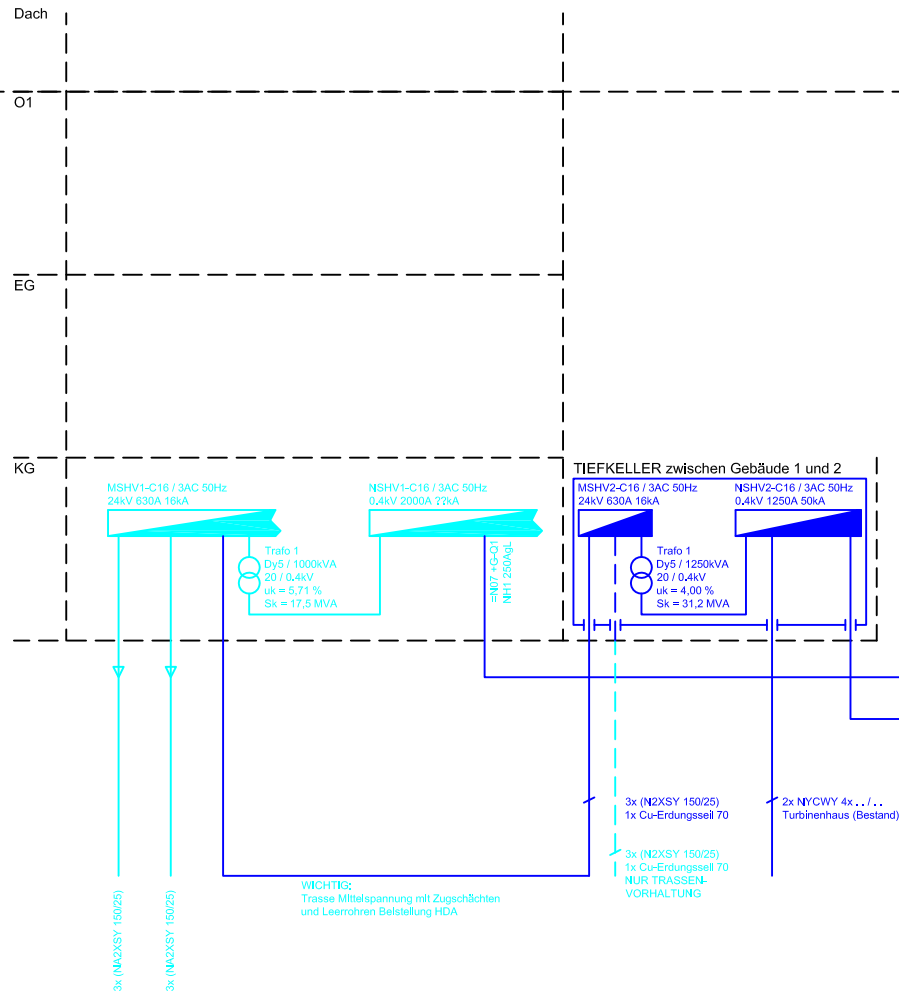 Dach
O1
EG
KG
MSHV1-C16 / 3AC 50Hz
24kV 630A 16kA
NSHV1-C16 / 3AC 50Hz
0.4kV 2000A ??kA
Trafo 1
Dy5 / 1000kVA
20 / 0.4kV
uk = 5,71 %
Sk = 17,5 MVA
=N07 +G-Q1
NH1 250AgL
TIEFKELLER zwischen Gebäude 1 und 2
MSHV2-C16 / 3AC 50Hz
24kV 630A 16kA
NSHV2-C16 / 3AC 50Hz
0.4kV 1250A 50kA
Trafo 1
Dy5 / 1250kVA
20 / 0.4kV
uk = 4,00 %
Sk = 31,2 MVA
3x (N2XSY 150/25)
1x Cu-Erdungsseil 70
2x NYCWY 4x . . / . .
Turbinenhaus (Bestand)
3x (N2XSY 150/25)
1x Cu-Erdungsseil 70
NUR TRASSEN-
VORHALTUNG
WICHTIG:
Trasse Mittelspannung mit Zugschächten
und Leerrohren Beistellung HDA
3x (NA2XSY 150/25)
3x (NA2XSY 150/25)